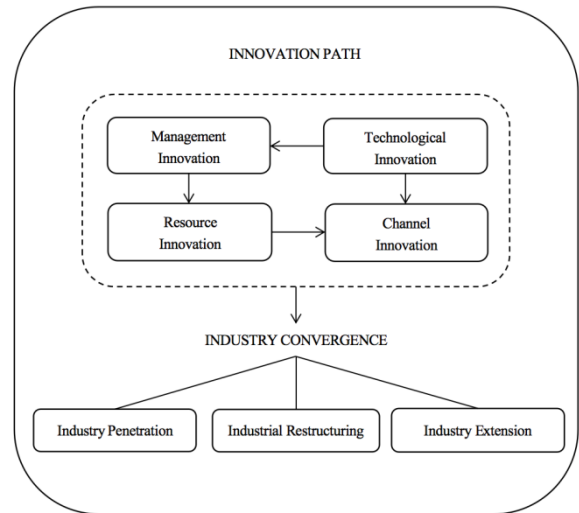 INNOVATION PATH
Management
Innovation
Technological
Innovation
Resource
Innovation
Channel
Innovation
INDUSTRY CONVERGENCE
Industry Penetration
Industrial Restructuring
Industry Extension